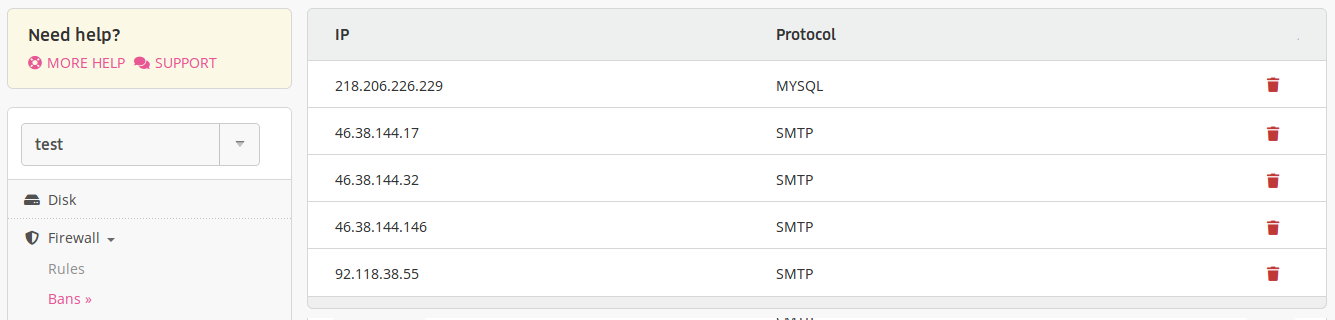 Need help?
MORE HELP SUPPORT
test
Disk
Firewall
Rules
Bans »
IP Protocol
218.206.226.229 MYSQL
46.38.144.17 SMTP
46.38.144.32 SMTP
46.38.144.146 SMTP
92.118.38.55 SMTP